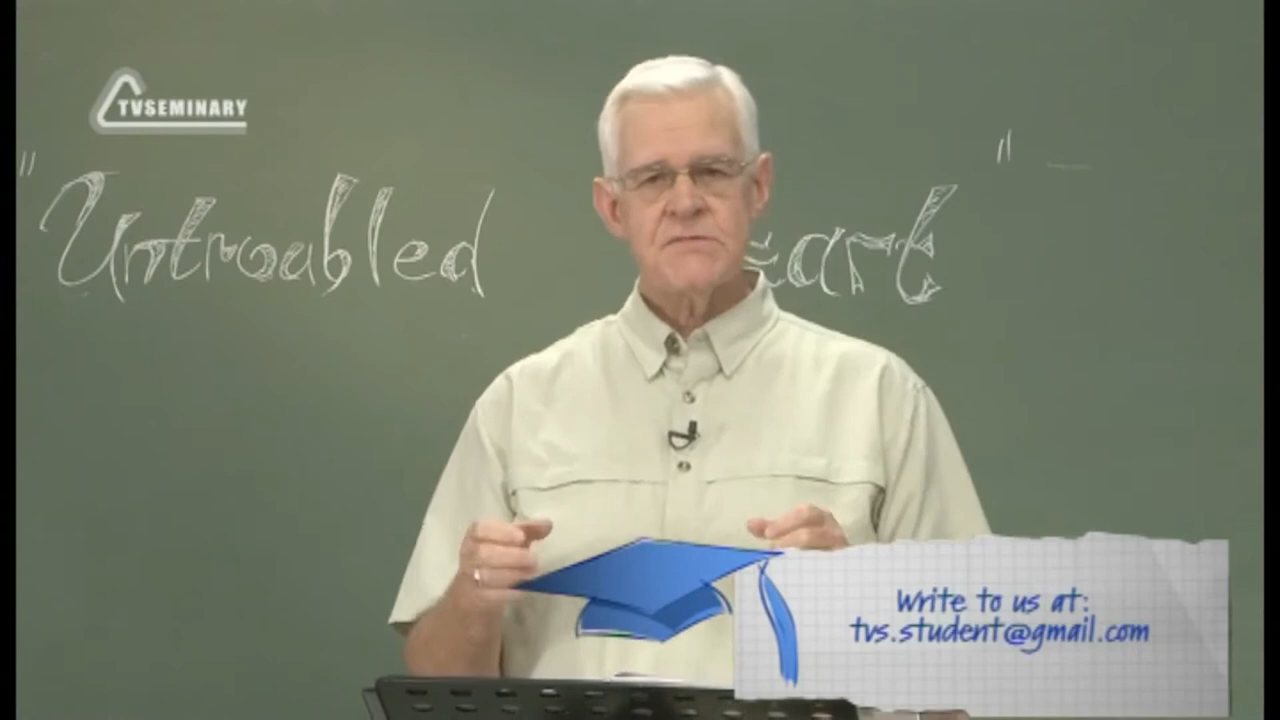 TVSEMINARY
"Untroubled eart"
Write to us at:
tvs.student@gmail.com